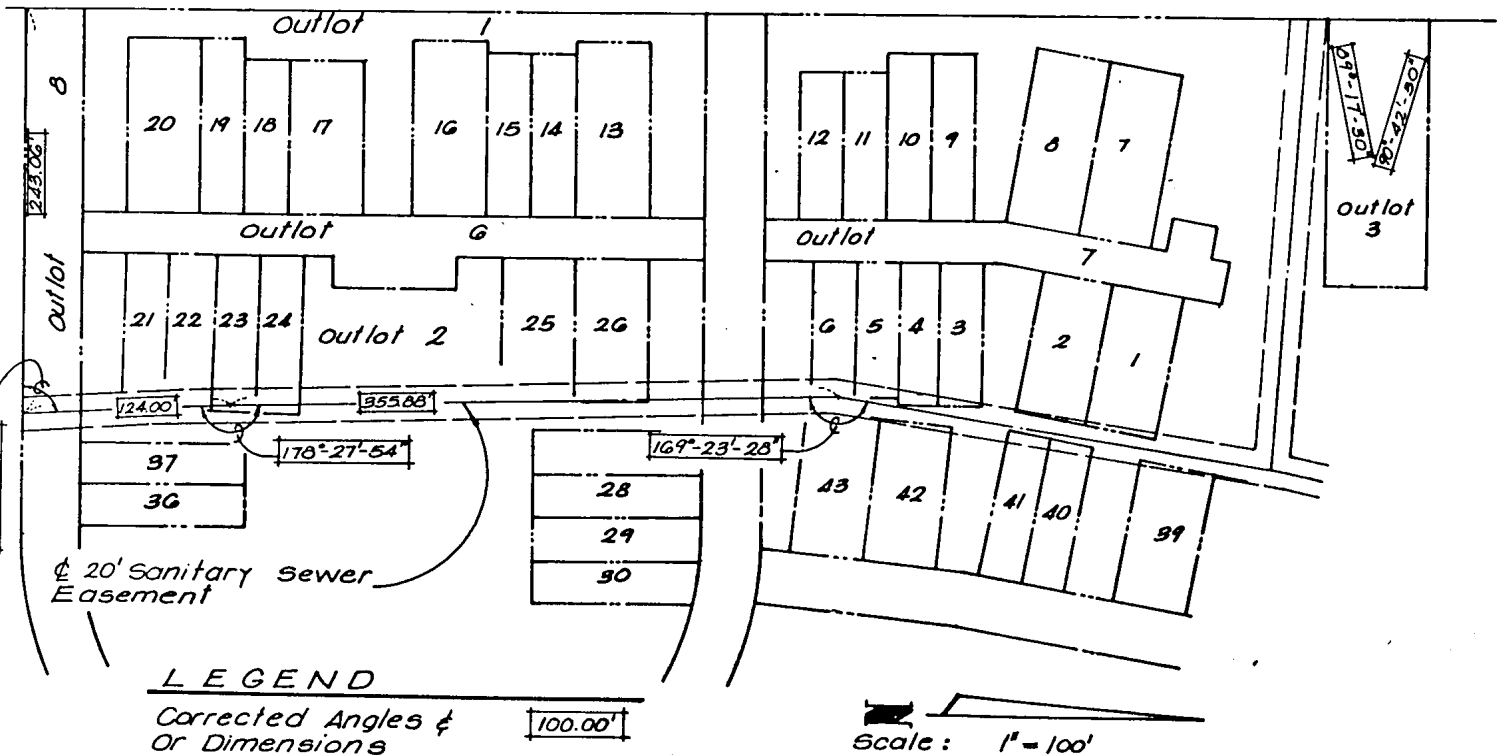 Outlot 1
8
20 19 18 17 16 15 14 13 12 11 10 9 8 7
89°-17'-30"
90°-42'-30"
243.06'
Outlot 3
Outlot 6
Outlot 7
Outlot
21 22 23 24 Outlot 2 25 26 6 5 4 3 2 1
124.00'
355.88'
178°-27'-54"
169°-23'-28"
37
36
28
29
30
43 42 41 40 39
℄ 20' Sanitary Sewer
Easement
LEGEND
Corrected Angles &
Or Dimensions
100.00'
Scale: 1" = 100'